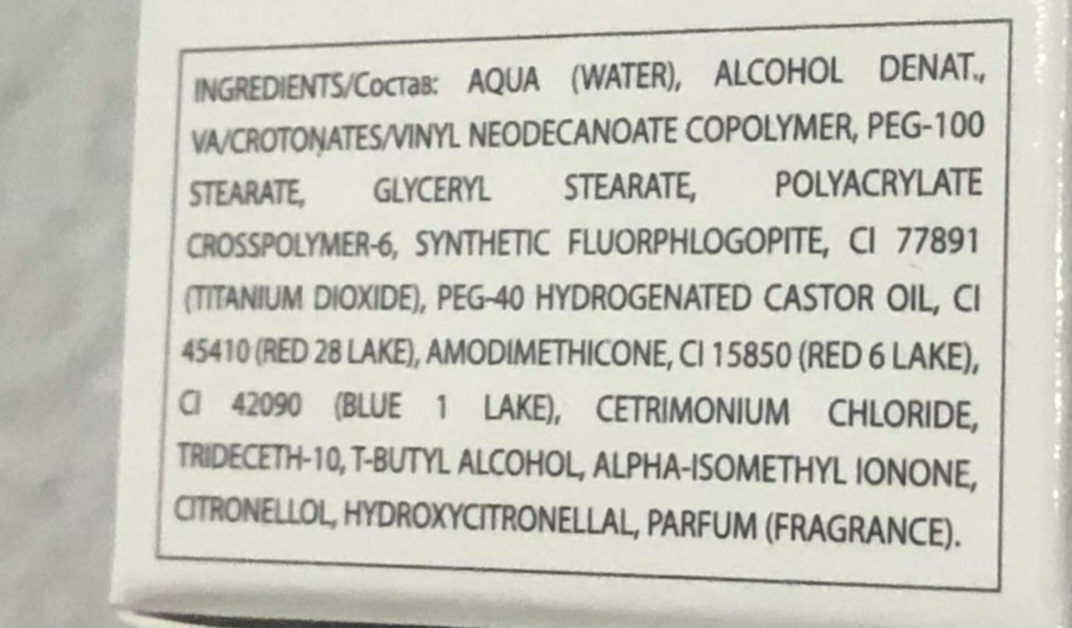 INGREDIENTS/Состав: AQUA (WATER), ALCOHOL DENAT.,
VA/CROTONATES/VINYL NEODECANOATE COPOLYMER, PEG-100
STEARATE, GLYCERYL STEARATE, POLYACRYLATE
CROSSPOLYMER-6, SYNTHETIC FLUORPHLOGOPITE, CI 77891
(TITANIUM DIOXIDE), PEG-40 HYDROGENATED CASTOR OIL, CI
45410 (RED 28 LAKE), AMODIMETHICONE, CI 15850 (RED 6 LAKE),
CI 42090 (BLUE 1 LAKE), CETRIMONIUM CHLORIDE,
TRIDECETH-10, T-BUTYL ALCOHOL, ALPHA-ISOMETHYL IONONE,
CITRONELLOL, HYDROXYCITRONELLAL, PARFUM (FRAGRANCE).